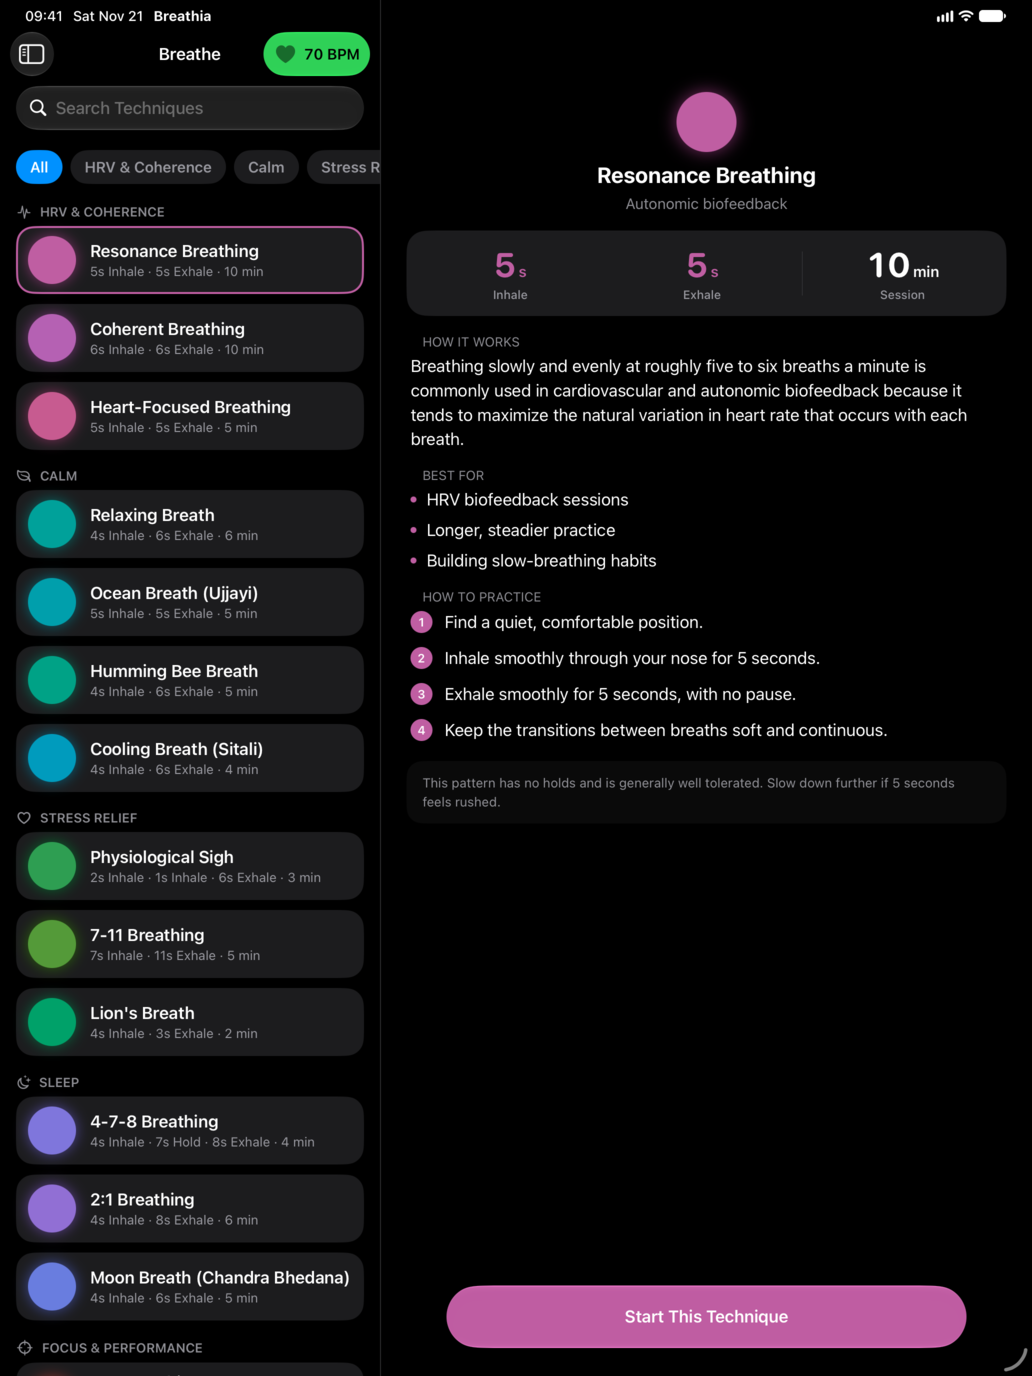 09:41 Sat Nov 21 Breathia
Breathe
70 BPM
Search Techniques
All
HRV & Coherence
Calm
Stress R
HRV & COHERENCE
Resonance Breathing
5s Inhale · 5s Exhale · 10 min
Coherent Breathing
6s Inhale · 6s Exhale · 10 min
Heart-Focused Breathing
5s Inhale · 5s Exhale · 5 min
CALM
Relaxing Breath
4s Inhale · 6s Exhale · 6 min
Ocean Breath (Ujjayi)
5s Inhale · 5s Exhale · 5 min
Humming Bee Breath
4s Inhale · 6s Exhale · 5 min
Cooling Breath (Sitali)
4s Inhale · 6s Exhale · 4 min
STRESS RELIEF
Physiological Sigh
2s Inhale · 1s Inhale · 6s Exhale · 3 min
7-11 Breathing
7s Inhale · 11s Exhale · 5 min
Lion's Breath
4s Inhale · 3s Exhale · 2 min
SLEEP
4-7-8 Breathing
4s Inhale · 7s Hold · 8s Exhale · 4 min
2:1 Breathing
4s Inhale · 8s Exhale · 6 min
Moon Breath (Chandra Bhedana)
4s Inhale · 6s Exhale · 5 min
FOCUS & PERFORMANCE
Resonance Breathing
Autonomic biofeedback
5 s
Inhale
5 s
Exhale
10 min
Session
HOW IT WORKS
Breathing slowly and evenly at roughly five to six breaths a minute is
commonly used in cardiovascular and autonomic biofeedback because it
tends to maximize the natural variation in heart rate that occurs with each
breath.
BEST FOR
• HRV biofeedback sessions
• Longer, steadier practice
• Building slow-breathing habits
HOW TO PRACTICE
1 Find a quiet, comfortable position.
2 Inhale smoothly through your nose for 5 seconds.
3 Exhale smoothly for 5 seconds, with no pause.
4 Keep the transitions between breaths soft and continuous.
This pattern has no holds and is generally well tolerated. Slow down further if 5 seconds
feels rushed.
Start This Technique